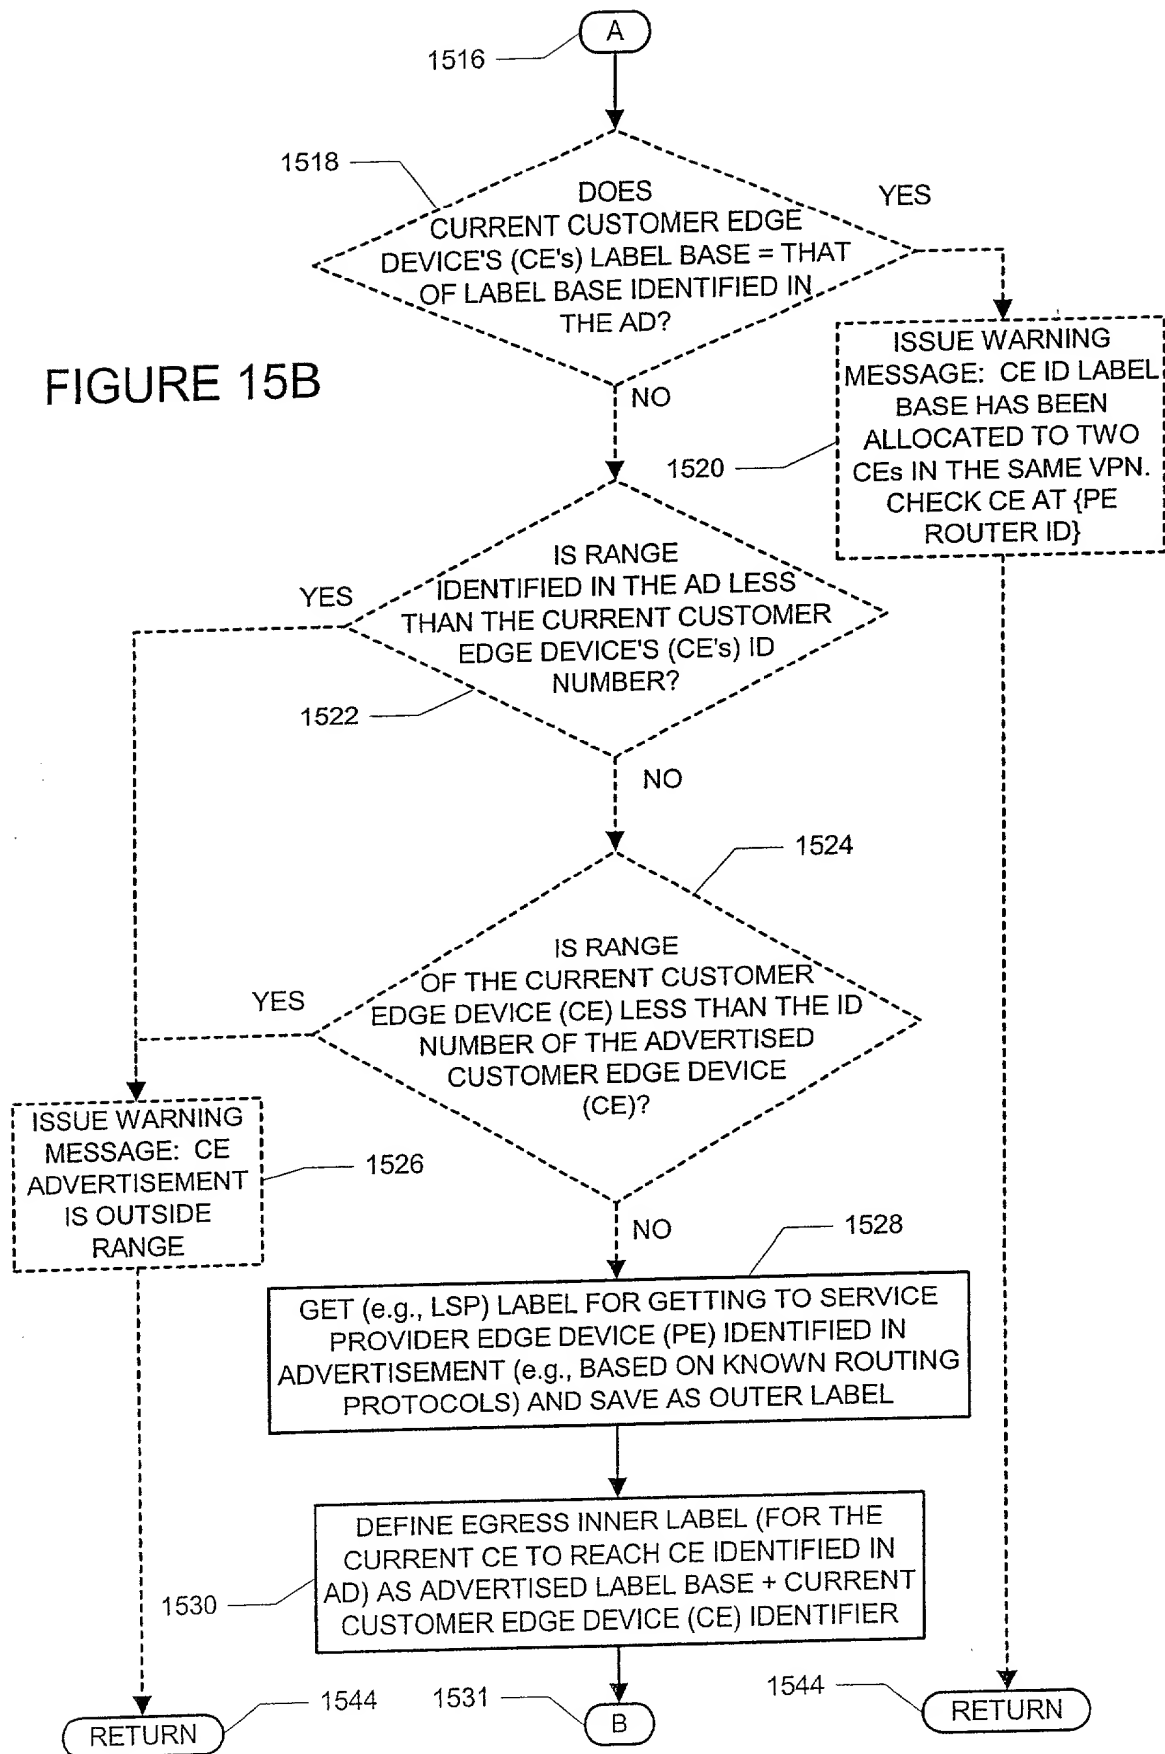 A
1516
1518
DOES
CURRENT CUSTOMER EDGE
DEVICE'S (CE's) LABEL BASE = THAT
OF LABEL BASE IDENTIFIED IN
THE AD?
YES
NO
FIGURE 15B
ISSUE WARNING
MESSAGE: CE ID LABEL
BASE HAS BEEN
ALLOCATED TO TWO
CEs IN THE SAME VPN.
CHECK CE AT {PE
ROUTER ID}
1520
IS RANGE
IDENTIFIED IN THE AD LESS
THAN THE CURRENT CUSTOMER
EDGE DEVICE'S (CE's) ID
NUMBER?
YES
1522
NO
1524
IS RANGE
OF THE CURRENT CUSTOMER
EDGE DEVICE (CE) LESS THAN THE ID
NUMBER OF THE ADVERTISED
CUSTOMER EDGE DEVICE
(CE)?
YES
NO
ISSUE WARNING
MESSAGE: CE
ADVERTISEMENT
IS OUTSIDE
RANGE
1526
1528
GET (e.g., LSP) LABEL FOR GETTING TO SERVICE
PROVIDER EDGE DEVICE (PE) IDENTIFIED IN
ADVERTISEMENT (e.g., BASED ON KNOWN ROUTING
PROTOCOLS) AND SAVE AS OUTER LABEL
DEFINE EGRESS INNER LABEL (FOR THE
CURRENT CE TO REACH CE IDENTIFIED IN
AD) AS ADVERTISED LABEL BASE + CURRENT
CUSTOMER EDGE DEVICE (CE) IDENTIFIER
1530
RETURN
1544
1531
B
1544
RETURN